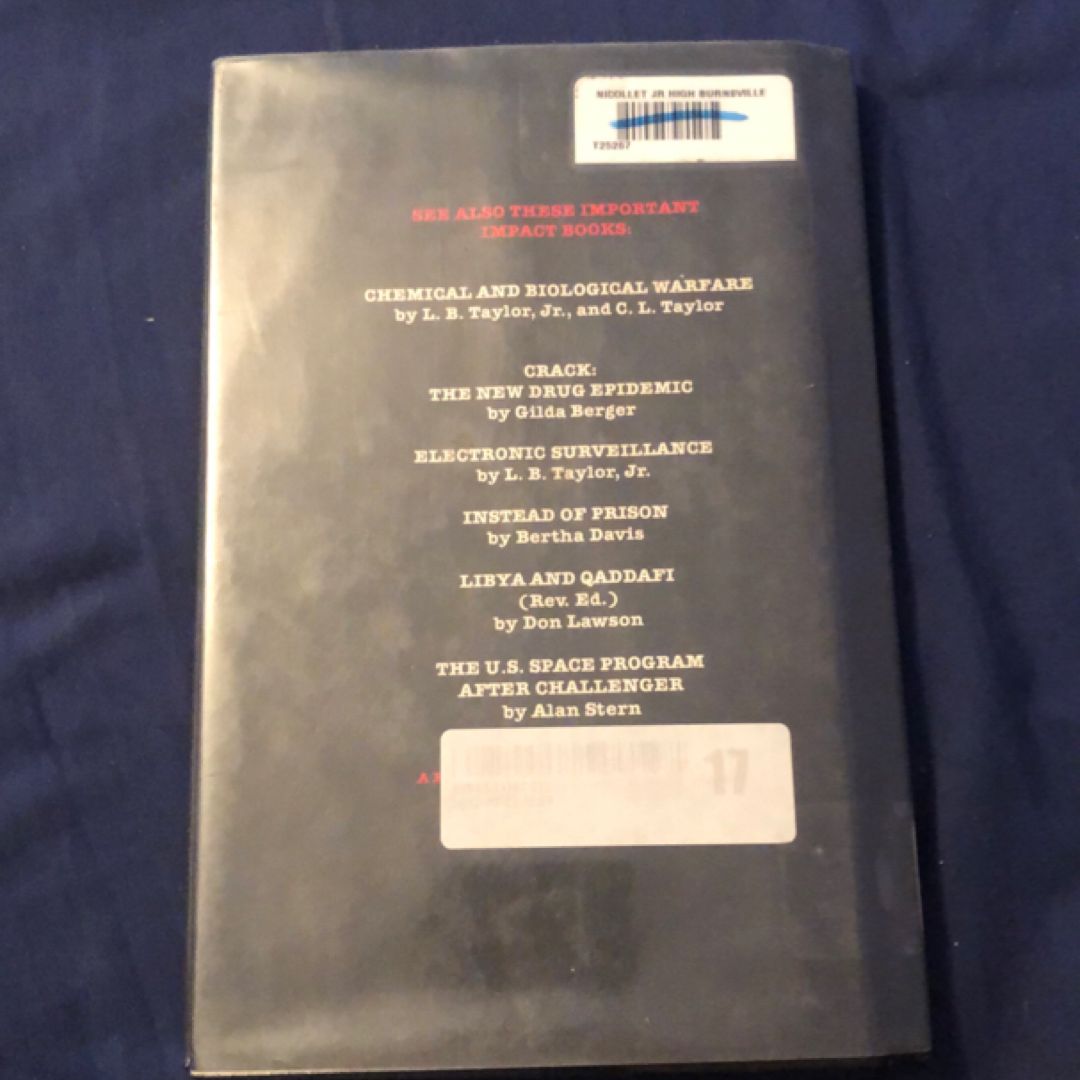 NICOLLET JR HIGH BURNSVILLE
T25267
SEE ALSO THESE IMPORTANT
IMPACT BOOKS:
CHEMICAL AND BIOLOGICAL WARFARE
by L. B. Taylor, Jr., and C. L. Taylor
CRACK:
THE NEW DRUG EPIDEMIC
by Gilda Berger
ELECTRONIC SURVEILLANCE
by L. B. Taylor, Jr.
INSTEAD OF PRISON
by Bertha Davis
LIBYA AND QADDAFI
(Rev. Ed.)
by Don Lawson
THE U.S. SPACE PROGRAM
AFTER CHALLENGER
by Alan Stern
17
A